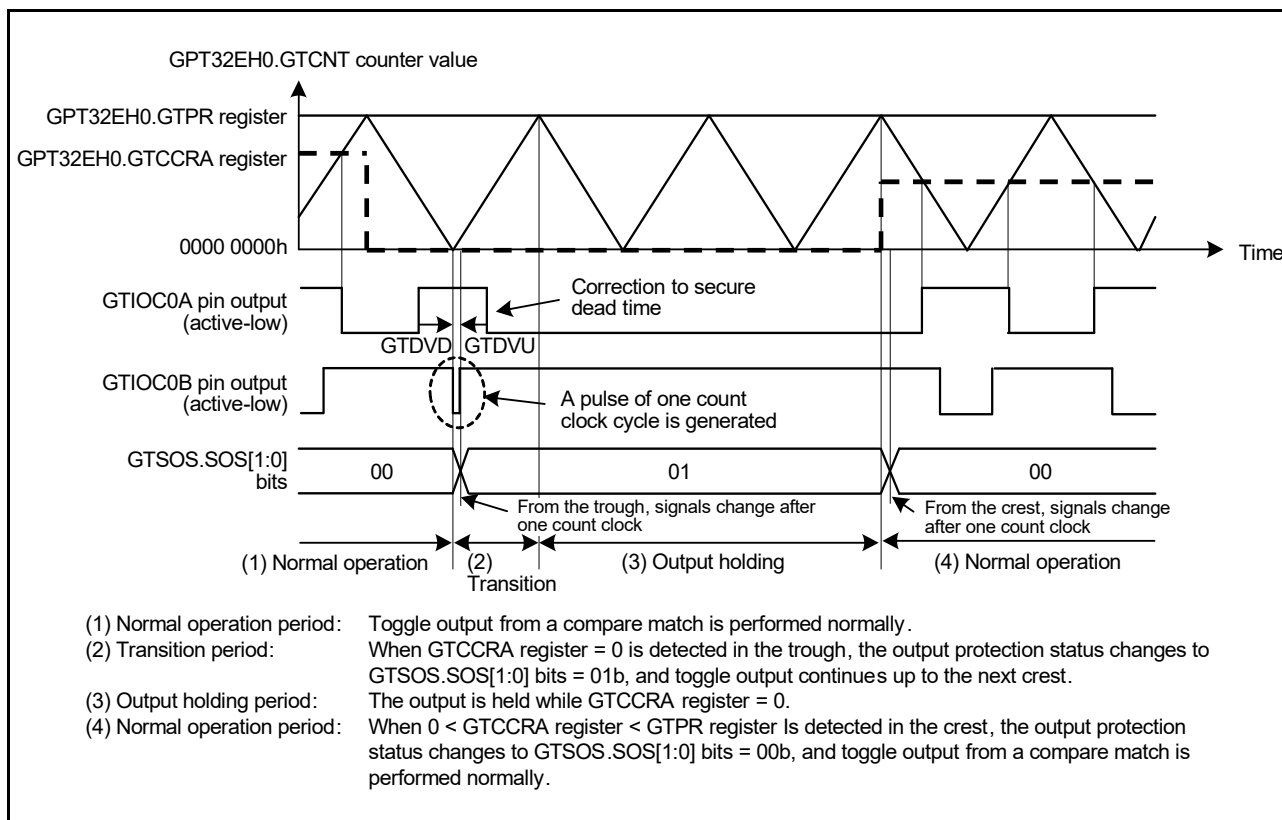 GPT32EH0.GTCNT counter value
GPT32EH0.GTPR register
GPT32EH0.GTCCRA register
0000 0000h
Time
GTIOC0A pin output
(active-low)
Correction to secure
dead time
GTDVD
GTDVU
GTIOC0B pin output
(active-low)
A pulse of one count
clock cycle is generated
GTSOS.SOS[1:0]
bits
00
01
00
From the trough, signals change after
one count clock
From the crest, signals change
after one count clock
(1) Normal operation
(2)
Transition
(3) Output holding
(4) Normal operation
(1) Normal operation period: Toggle output from a compare match is performed normally.
(2) Transition period: When GTCCRA register = 0 is detected in the trough, the output protection status changes to
GTSOS.SOS[1:0] bits = 01b, and toggle output continues up to the next crest.
(3) Output holding period: The output is held while GTCCRA register = 0.
(4) Normal operation period: When 0 < GTCCRA register < GTPR register Is detected in the crest, the output protection
status changes to GTSOS.SOS[1:0] bits = 00b, and toggle output from a compare match is
performed normally.